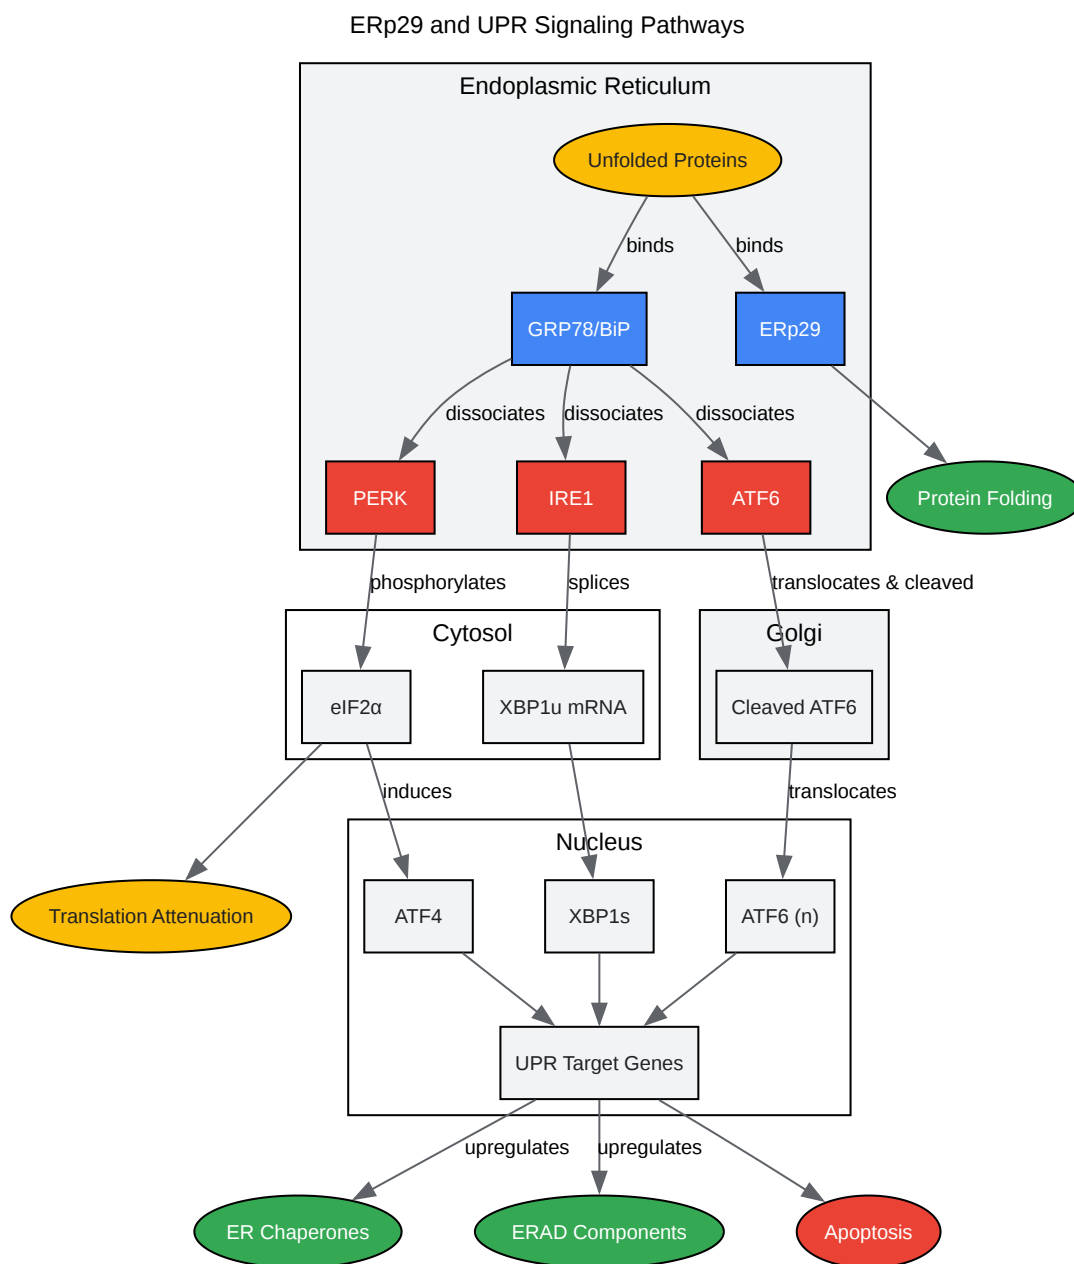 ERp29 and UPR Signaling Pathways
Endoplasmic Reticulum
Unfolded Proteins
binds
binds
GRP78/BiP
ERp29
dissociates
dissociates
dissociates
PERK
IRE1
ATF6
Protein Folding
phosphorylates
splices
translocates & cleaved
Cytosol
Golgi
eIF2α
XBP1u mRNA
Cleaved ATF6
induces
translocates
Nucleus
Translation Attenuation
ATF4
XBP1s
ATF6 (n)
UPR Target Genes
upregulates
upregulates
ER Chaperones
ERAD Components
Apoptosis